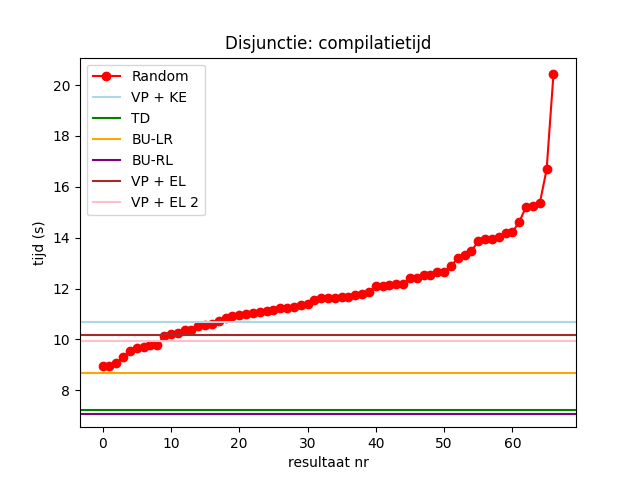 Disjunctie: compilatietijd
Random
VP + KE
TD
BU-LR
BU-RL
VP + EL
VP + EL 2
tijd (s)
20
18
16
14
12
10
8
0 10 20 30 40 50 60
resultaat nr